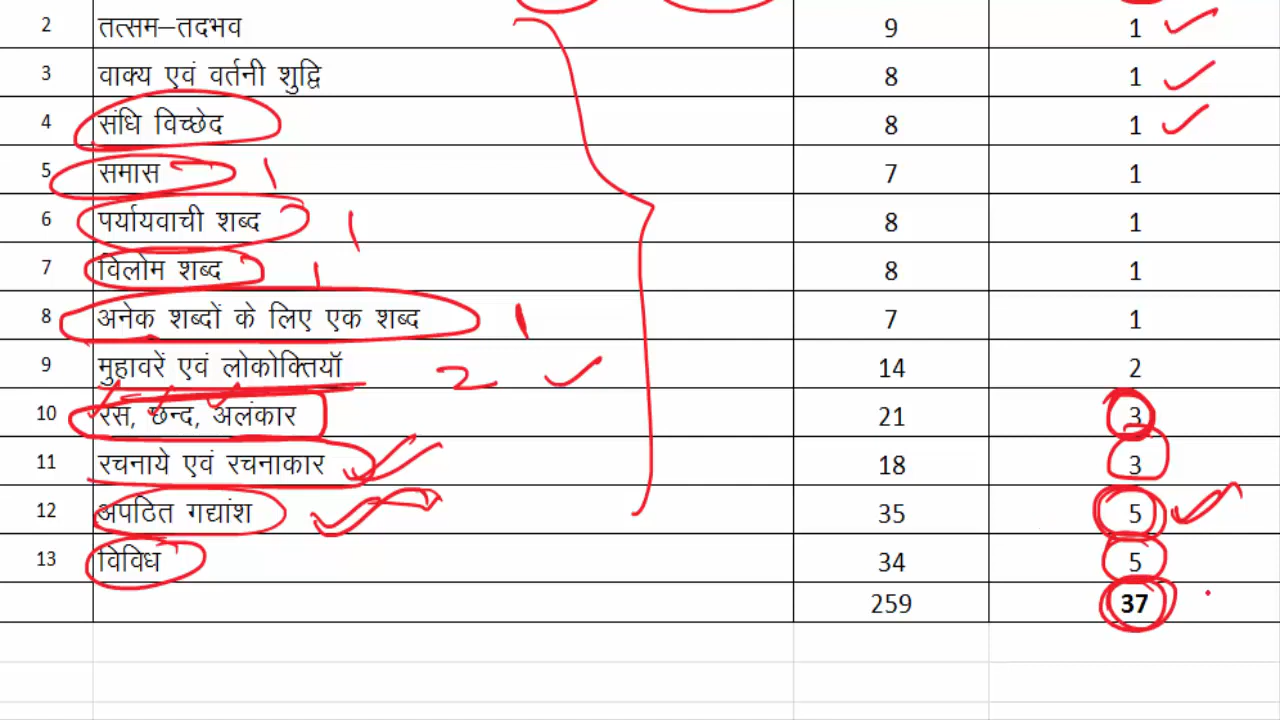 2 तत्सम–तदभव 9 1
3 वाक्य एवं वर्तनी शुद्वि 8 1
4 संधि विच्छेद 8 1
5 समास 7 1
6 पर्यायवाची शब्द 8 1
7 विलोम शब्द 8 1
8 अनेक शब्दों के लिए एक शब्द 7 1
9 मुहावरें एवं लोकोक्तियॉ 2 14 2
10 रस, छन्द, अलंकार 21 3
11 रचनाये एवं रचनाकार 18 3
12 अपठित गद्यांश 35 5
13 विविध 34 5
259 37